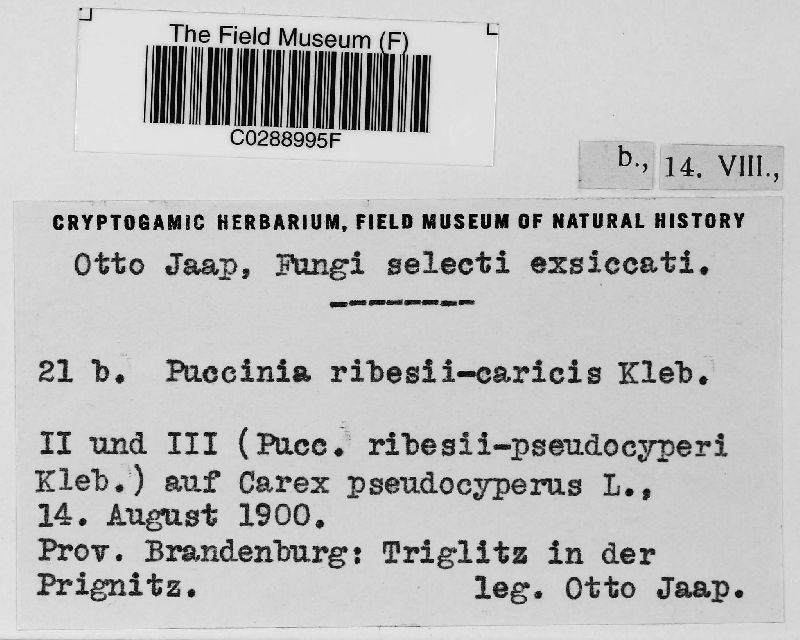 The Field Museum (F)
C0288995F
b., 14. VIII.,
CRYPTOGAMIC HERBARIUM, FIELD MUSEUM OF NATURAL HISTORY
Otto Jaap, Fungi selecti exsiccati.
21 b. Puccinia ribesii-caricis Kleb.
II und III (Pucc. ribesii-pseudocyperi
Kleb.) auf Carex pseudocyperus L.,
14. August 1900.
Prov. Brandenburg: Triglitz in der
Prignitz. leg. Otto Jaap.